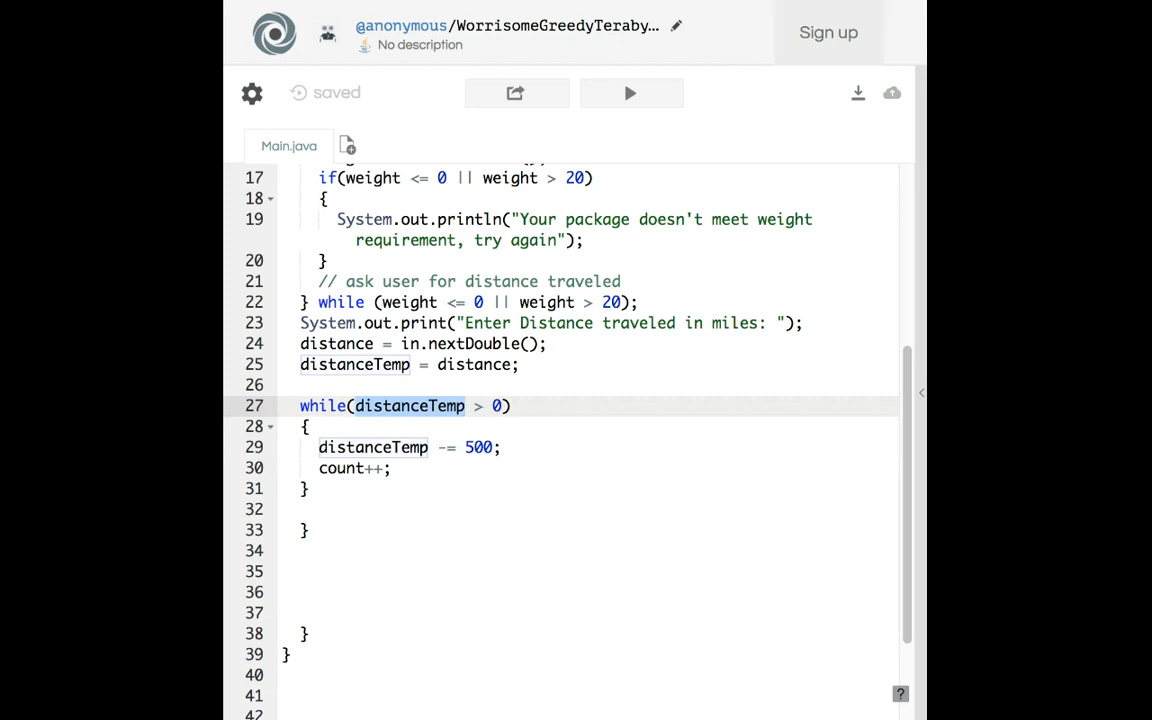 @anonymous/WorrisomeGreedyTeraby...
No description
Sign up
saved
Main.java
17 if(weight <= 0 || weight > 20)
18 {
19 System.out.println("Your package doesn't meet weight
requirement, try again");
20 }
21 // ask user for distance traveled
22 } while (weight <= 0 || weight > 20);
23 System.out.print("Enter Distance traveled in miles: ");
24 distance = in.nextDouble();
25 distanceTemp = distance;
26
27 while(distanceTemp > 0)
28 {
29 distanceTemp -= 500;
30 count++;
31 }
32
33 }
34
35
36
37
38 }
39 }
40
41
42
?